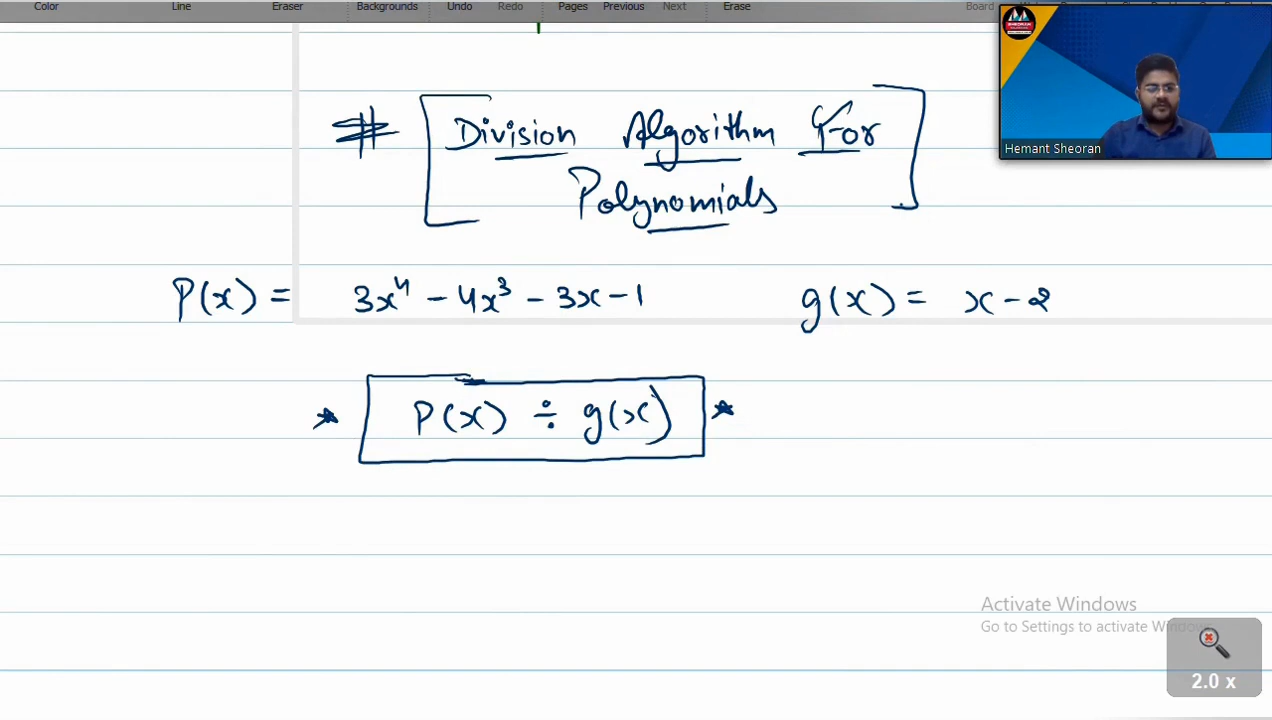 Color Line Eraser Backgrounds Undo Redo Pages Previous Next Erase Board
# [Division Algorithm For
Polynomials]
P(x) = 3x⁴ - 4x³ - 3x - 1 g(x) = x - 2
* P(x) ÷ g(x) *
Hemant Sheoran
Activate Windows
Go to Settings to activate Windows.
2.0 x